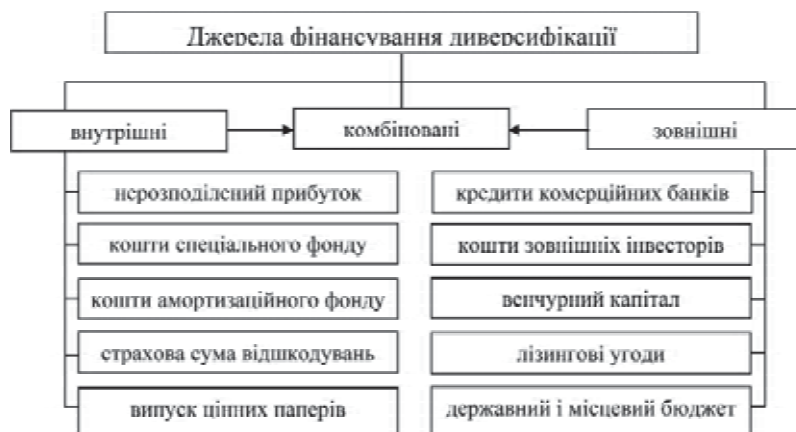 Джерела фінансування диверсифікації
внутрішні
комбіновані
зовнішні
нерозподілений прибуток
кредити комерційних банків
кошти спеціального фонду
кошти зовнішніх інвесторів
кошти амортизаційного фонду
венчурний капітал
страхова сума відшкодувань
лізингові угоди
випуск цінних паперів
державний і місцевий бюджет